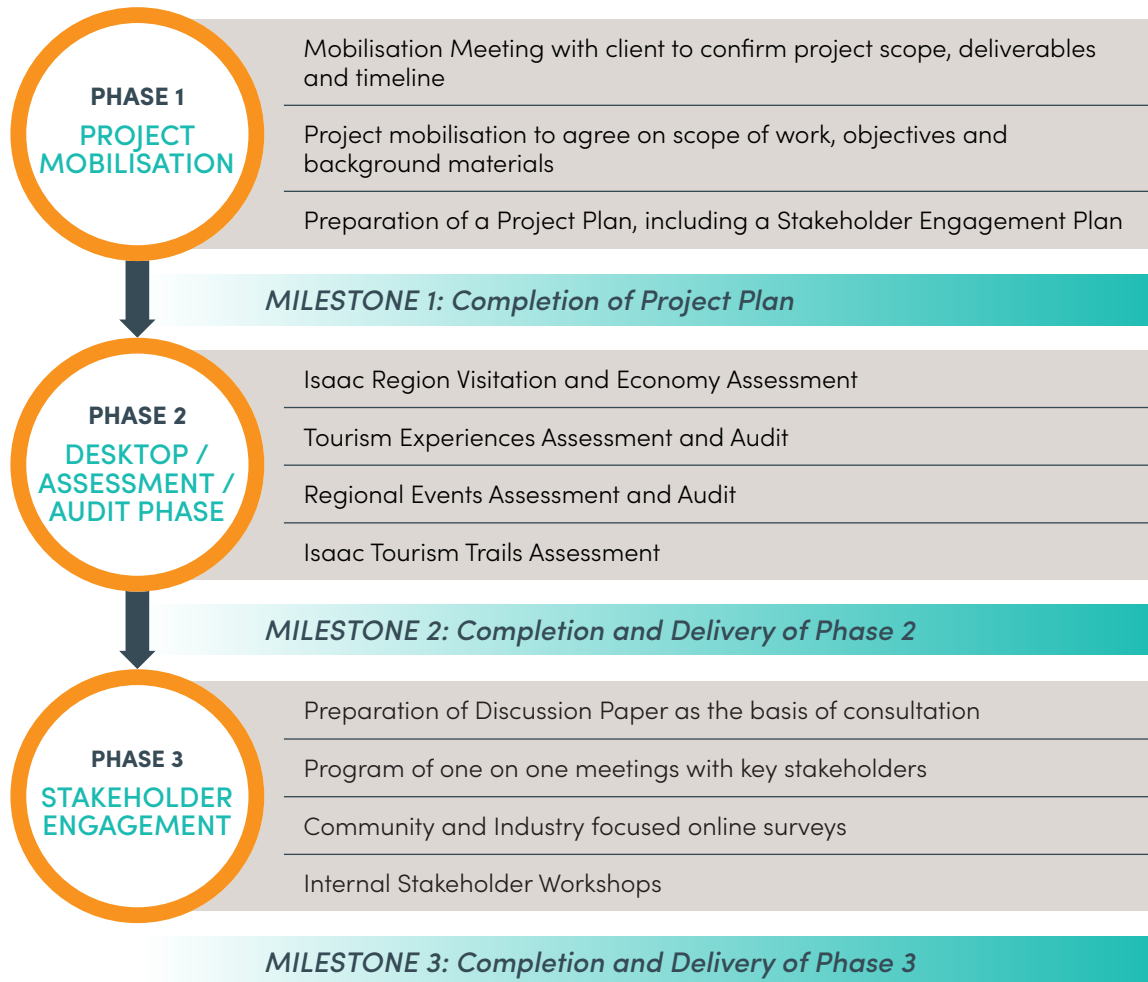 PHASE 1
PROJECT
MOBILISATION
Mobilisation Meeting with client to confirm project scope, deliverables
and timeline
Project mobilisation to agree on scope of work, objectives and
background materials
Preparation of a Project Plan, including a Stakeholder Engagement Plan
MILESTONE 1: Completion of Project Plan
PHASE 2
DESKTOP /
ASSESSMENT /
AUDIT PHASE
Isaac Region Visitation and Economy Assessment
Tourism Experiences Assessment and Audit
Regional Events Assessment and Audit
Isaac Tourism Trails Assessment
MILESTONE 2: Completion and Delivery of Phase 2
PHASE 3
STAKEHOLDER
ENGAGEMENT
Preparation of Discussion Paper as the basis of consultation
Program of one on one meetings with key stakeholders
Community and Industry focused online surveys
Internal Stakeholder Workshops
MILESTONE 3: Completion and Delivery of Phase 3